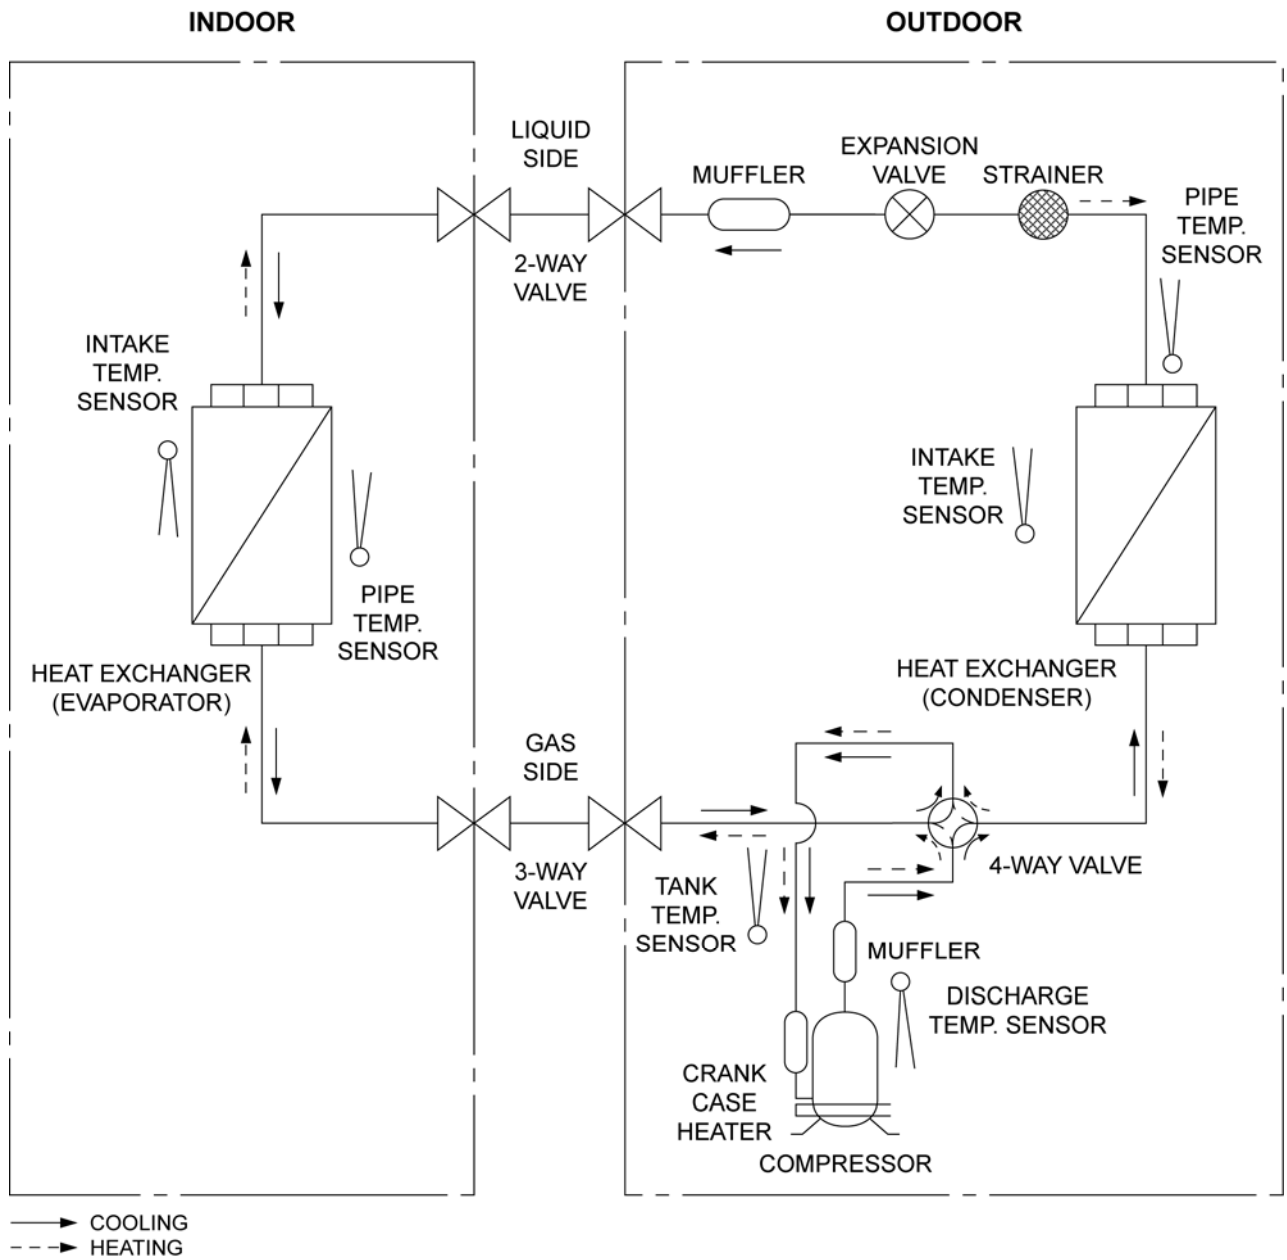 INDOOR
OUTDOOR
LIQUID
SIDE
2-WAY
VALVE
MUFFLER
EXPANSION
VALVE
STRAINER
PIPE
TEMP.
SENSOR
INTAKE
TEMP.
SENSOR
PIPE
TEMP.
SENSOR
HEAT EXCHANGER
(EVAPORATOR)
INTAKE
TEMP.
SENSOR
HEAT EXCHANGER
(CONDENSER)
GAS
SIDE
3-WAY
VALVE
4-WAY VALVE
TANK
TEMP.
SENSOR
MUFFLER
DISCHARGE
TEMP. SENSOR
CRANK
CASE
HEATER
COMPRESSOR
COOLING
HEATING